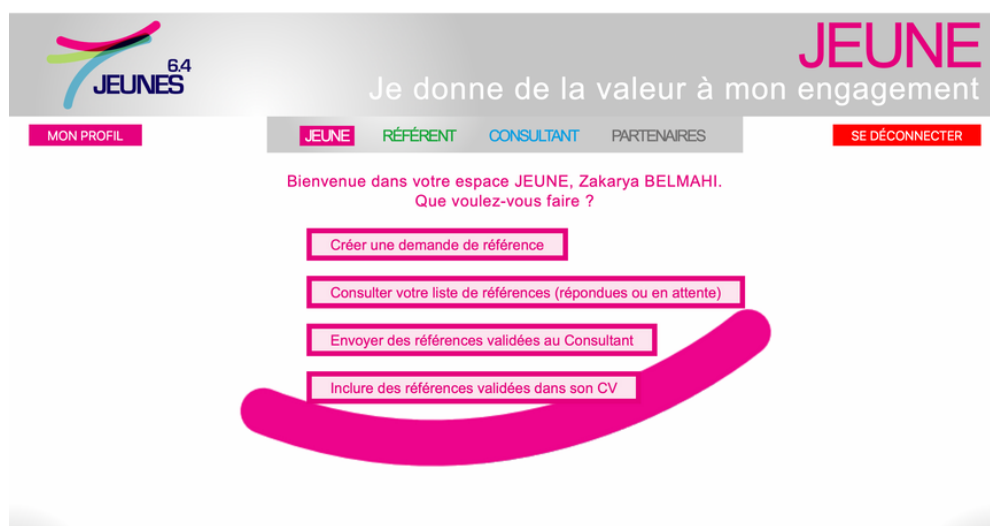 JEUNES 6.4
JEUNE
Je donne de la valeur à mon engagement
MON PROFIL
JEUNE RÉFÉRENT CONSULTANT PARTENAIRES
SE DÉCONNECTER
Bienvenue dans votre espace JEUNE, Zakarya BELMAHI.
Que voulez-vous faire ?
Créer une demande de référence
Consulter votre liste de références (répondues ou en attente)
Envoyer des références validées au Consultant
Inclure des références validées dans son CV